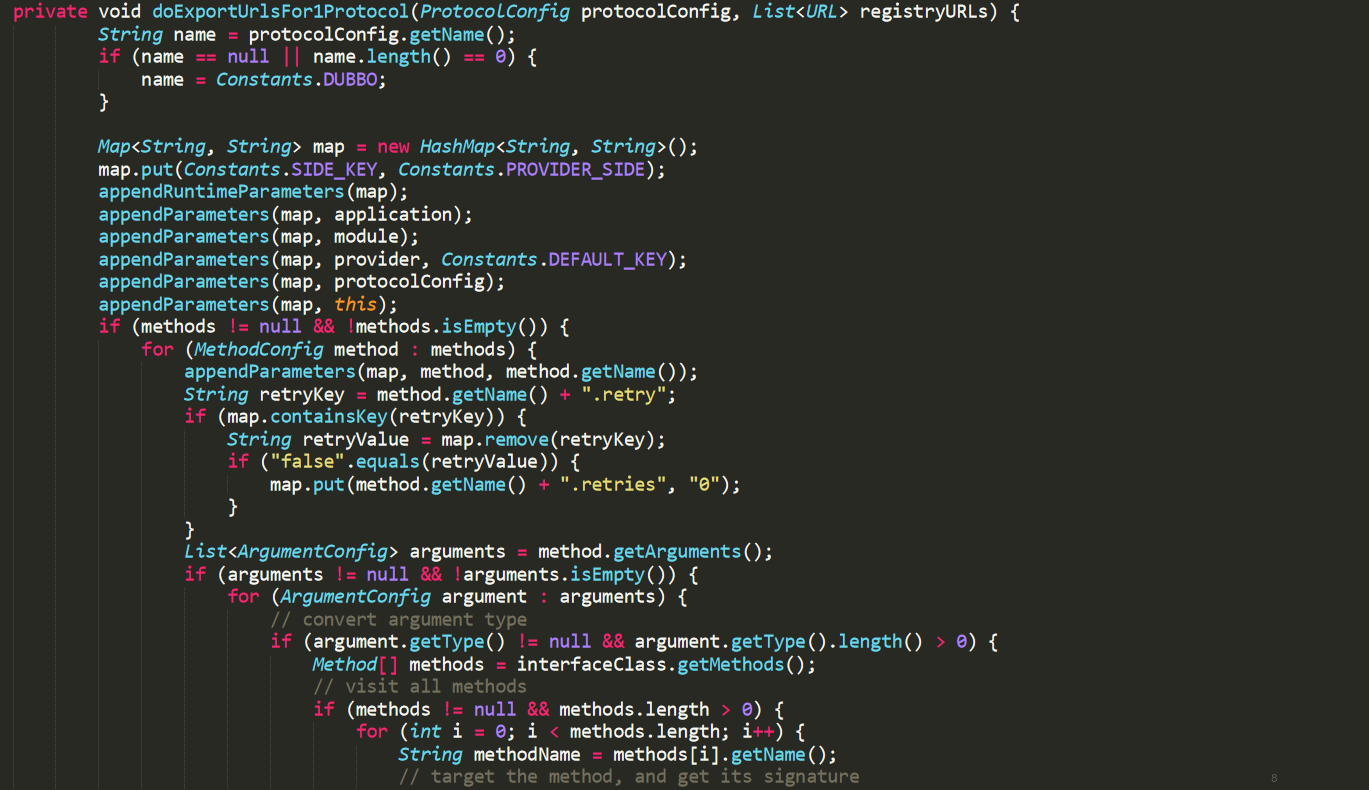 private void doExportUrlsFor1Protocol(ProtocolConfig protocolConfig, List<URL> registryURLs) {
        String name = protocolConfig.getName();
        if (name == null || name.length() == 0) {
            name = Constants.DUBBO;
        }

        Map<String, String> map = new HashMap<String, String>();
        map.put(Constants.SIDE_KEY, Constants.PROVIDER_SIDE);
        appendRuntimeParameters(map);
        appendParameters(map, application);
        appendParameters(map, module);
        appendParameters(map, provider, Constants.DEFAULT_KEY);
        appendParameters(map, protocolConfig);
        appendParameters(map, this);
        if (methods != null && !methods.isEmpty()) {
            for (MethodConfig method : methods) {
                appendParameters(map, method, method.getName());
                String retryKey = method.getName() + ".retry";
                if (map.containsKey(retryKey)) {
                    String retryValue = map.remove(retryKey);
                    if ("false".equals(retryValue)) {
                        map.put(method.getName() + ".retries", "0");
                    }
                }
                List<ArgumentConfig> arguments = method.getArguments();
                if (arguments != null && !arguments.isEmpty()) {
                    for (ArgumentConfig argument : arguments) {
                        // convert argument type
                        if (argument.getType() != null && argument.getType().length() > 0) {
                            Method[] methods = interfaceClass.getMethods();
                            // visit all methods
                            if (methods != null && methods.length > 0) {
                                for (int i = 0; i < methods.length; i++) {
                                    String methodName = methods[i].getName();
                                    // target the method, and get its signature
8